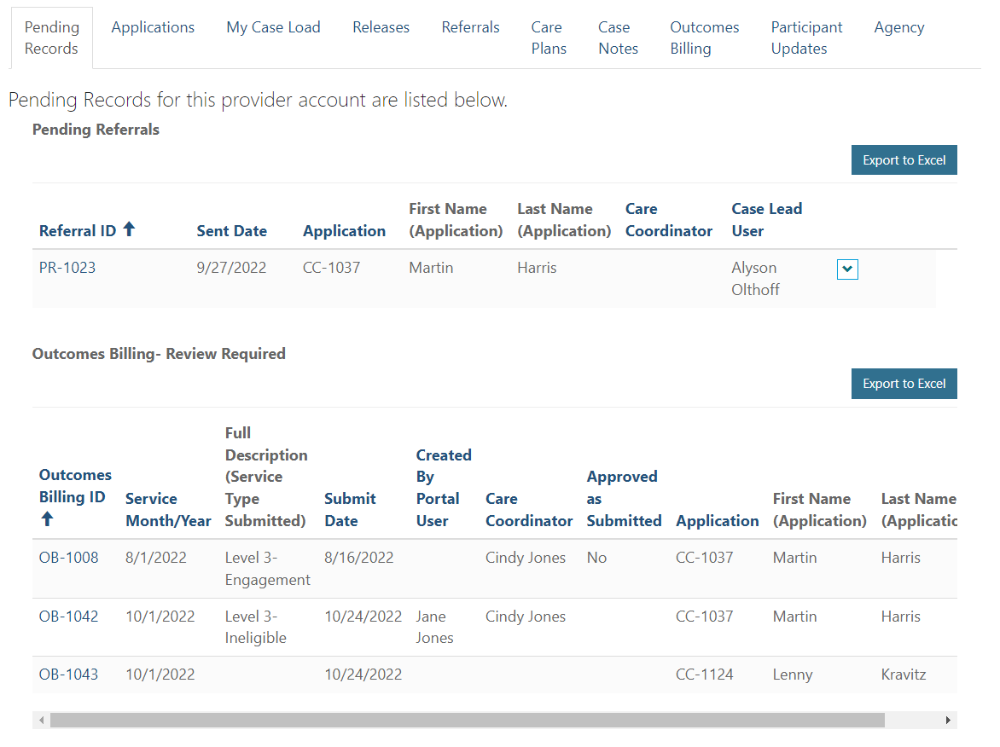 Pending Records Applications My Case Load Releases Referrals Care Plans Case Notes Outcomes Billing Participant Updates Agency
Pending Records for this provider account are listed below.
Pending Referrals
Export to Excel
Referral ID Sent Date Application First Name (Application) Last Name (Application) Care Coordinator Case Lead User
PR-1023 9/27/2022 CC-1037 Martin Harris Alyson Olthoff
Outcomes Billing- Review Required
Export to Excel
Outcomes Billing ID Service Month/Year Full Description (Service Type Submitted) Submit Date Created By Portal User Care Coordinator Approved as Submitted Application First Name (Application) Last Name (Applicatic
OB-1008 8/1/2022 Level 3- Engagement 8/16/2022 Cindy Jones No CC-1037 Martin Harris
OB-1042 10/1/2022 Level 3- Ineligible 10/24/2022 Jane Jones Cindy Jones CC-1037 Martin Harris
OB-1043 10/1/2022 10/24/2022 CC-1124 Lenny Kravitz